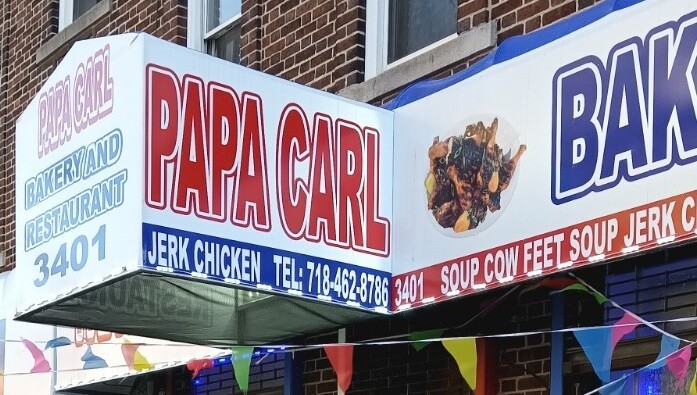 PAPA CARL
BAKERY AND
RESTAURANT
3401
PAPA CARL
JERK CHICKEN TEL: 718-462-8786
BAK
3401 SOUP COW FEET SOUP JERK C